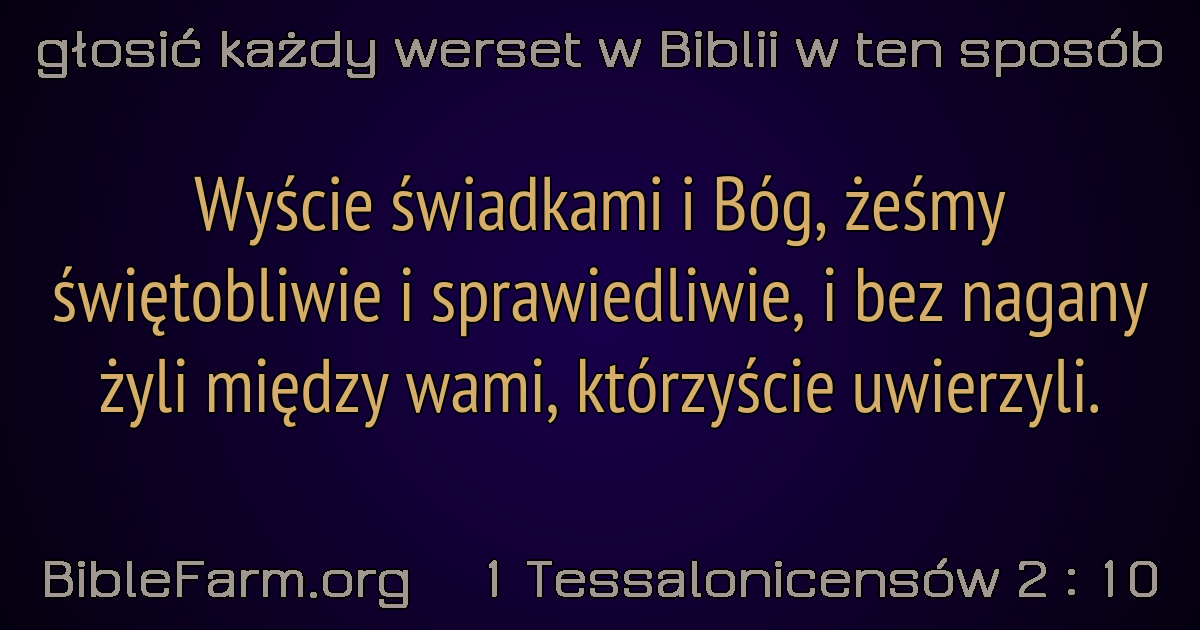 głosić każdy werset w Biblii w ten sposób
Wyście świadkami i Bóg, żeśmy
świętobliwie i sprawiedliwie, i bez nagany
żyli między wami, którzyście uwierzyli.
BibleFarm.org 1 Tessalonicensów 2 : 10